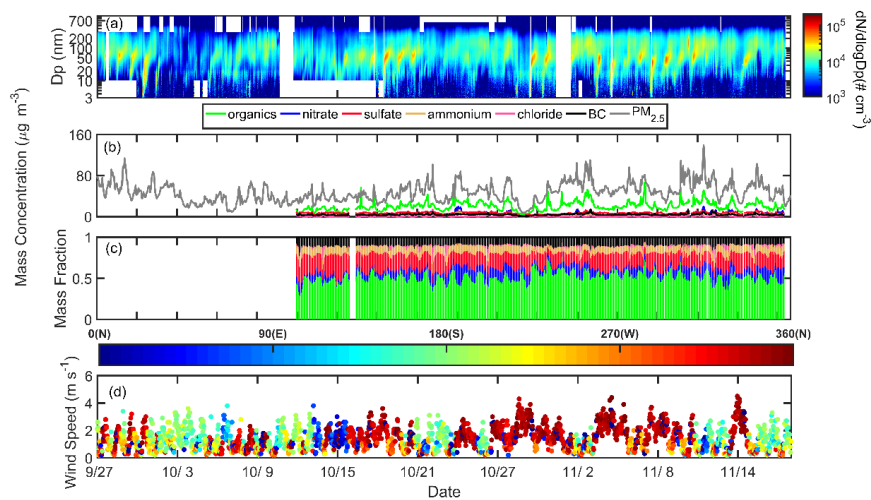 (a)
700
500
200
100
50
20
10
3
Dp (nm)
10^5
10^4
10^3
dN/dlogDp(# cm^-3)
organics nitrate sulfate ammonium chloride BC PM2.5
Mass Concentration (µg m^-3)
(b)
160
80
0
(c)
1
0.5
0
Mass Fraction
0(N) 90(E) 180(S) 270(W) 360(N)
(d)
6
4
2
0
Wind Speed (m s^-1)
9/27 10/ 3 10/ 9 10/15 10/21 10/27 11/ 2 11/ 8 11/14
Date